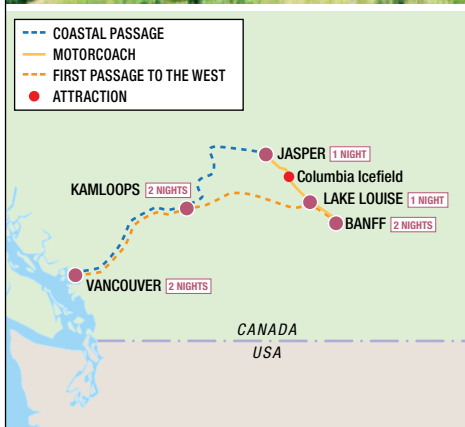 COASTAL PASSAGE
MOTORCOACH
FIRST PASSAGE TO THE WEST
ATTRACTION
JASPER 1 NIGHT
Columbia Icefield
KAMLOOPS 2 NIGHTS
LAKE LOUISE 1 NIGHT
BANFF 2 NIGHTS
VANCOUVER 2 NIGHTS
CANADA
USA